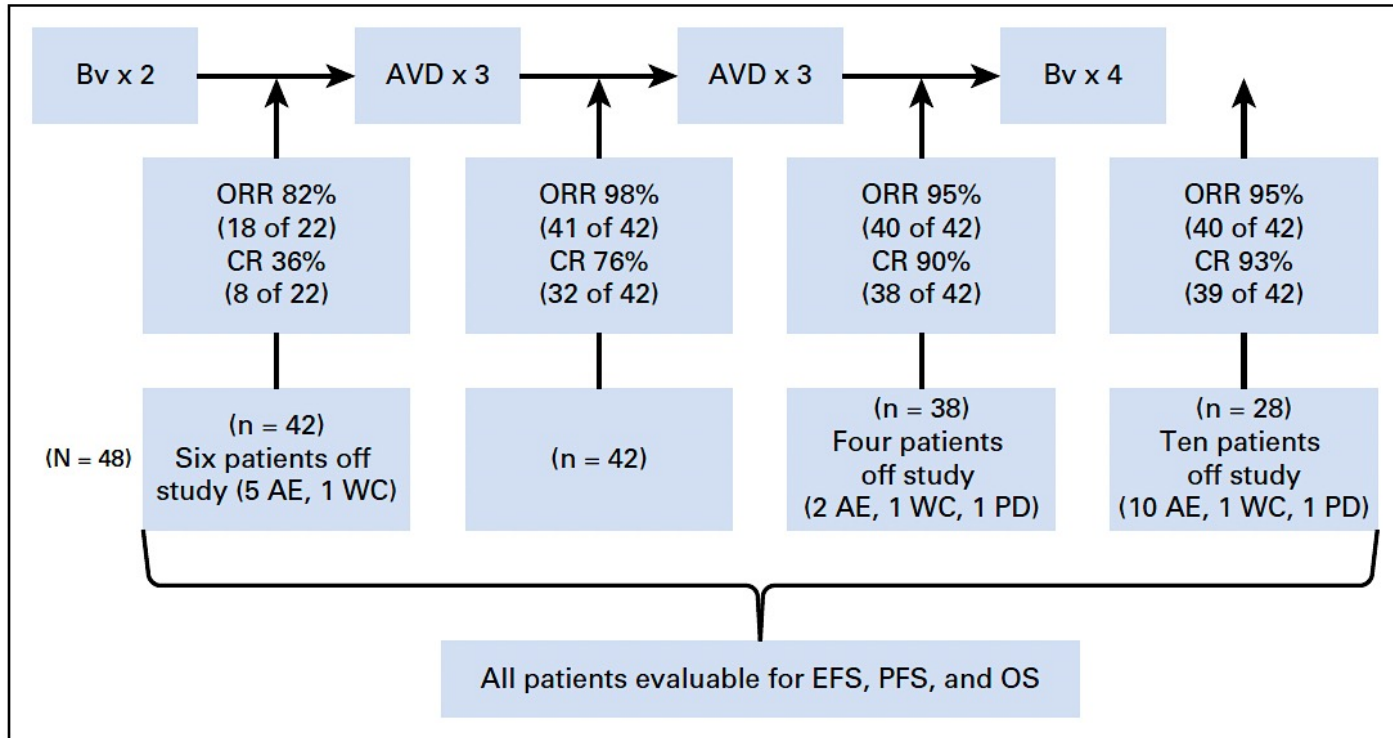 Bv x 2
AVD x 3
AVD x 3
Bv x 4
ORR 82%
(18 of 22)
CR 36%
(8 of 22)
ORR 98%
(41 of 42)
CR 76%
(32 of 42)
ORR 95%
(40 of 42)
CR 90%
(38 of 42)
ORR 95%
(40 of 42)
CR 93%
(39 of 42)
(N = 48)
(n = 42)
Six patients off
study (5 AE, 1 WC)
(n = 42)
(n = 38)
Four patients
off study
(2 AE, 1 WC, 1 PD)
(n = 28)
Ten patients
off study
(10 AE, 1 WC, 1 PD)
All patients evaluable for EFS, PFS, and OS